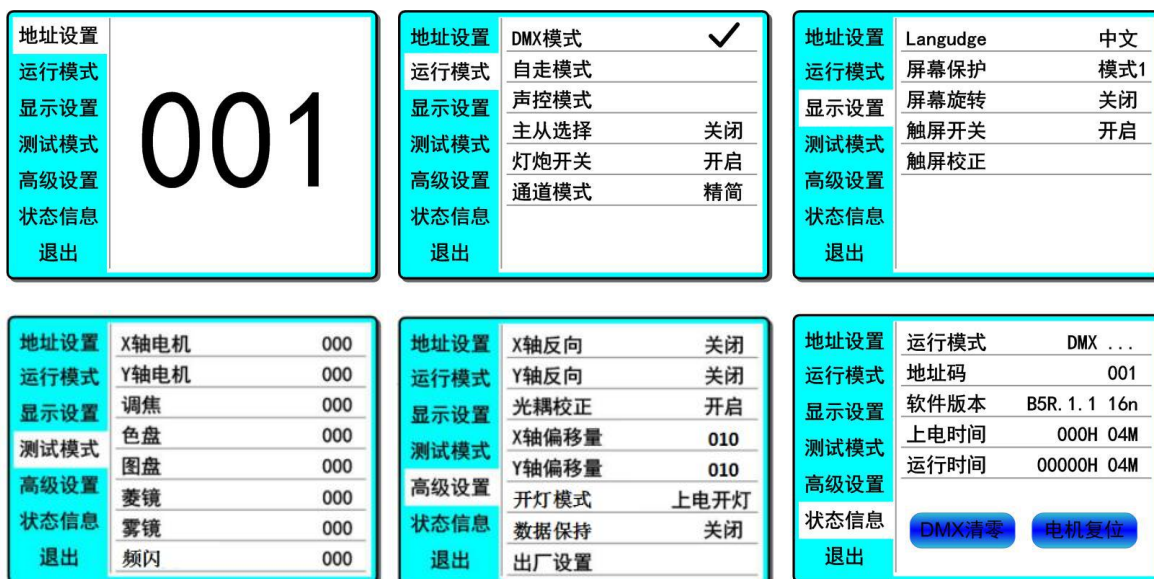 地址设置
运行模式
显示设置
测试模式
高级设置
状态信息
退出
001
地址设置
运行模式
显示设置
测试模式
高级设置
状态信息
退出
DMX模式 ✓
自走模式
声控模式
主从选择 关闭
灯炮开关 开启
通道模式 精简
地址设置
运行模式
显示设置
测试模式
高级设置
状态信息
退出
Langudge 中文
屏幕保护 模式1
屏幕旋转 关闭
触屏开关 开启
触屏校正
地址设置
运行模式
显示设置
测试模式
高级设置
状态信息
退出
X轴电机 000
Y轴电机 000
调焦 000
色盘 000
图盘 000
菱镜 000
雾镜 000
频闪 000
地址设置
运行模式
显示设置
测试模式
高级设置
状态信息
退出
X轴反向 关闭
Y轴反向 关闭
光耦校正 开启
X轴偏移量 010
Y轴偏移量 010
开灯模式 上电开灯
数据保持 关闭
出厂设置
地址设置
运行模式
显示设置
测试模式
高级设置
状态信息
退出
运行模式 DMX ...
地址码 001
软件版本 B5R.1.1 16n
上电时间 000H 04M
运行时间 00000H 04M
DMX清零 电机复位